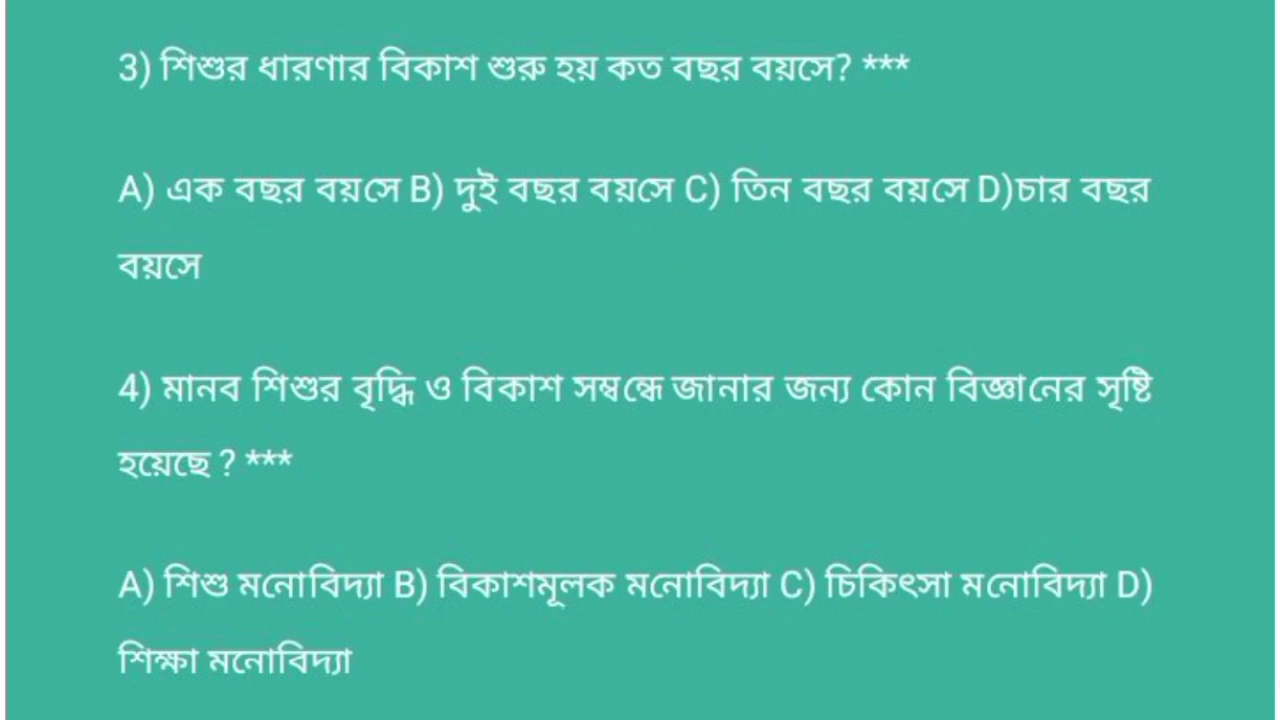 3) শিশুর ধারণার বিকাশ শুরু হয় কত বছর বয়সে? ***
A) এক বছর বয়সে B) দুই বছর বয়সে C) তিন বছর বয়সে D)চার বছর
বয়সে
4) মানব শিশুর বৃদ্ধি ও বিকাশ সম্বন্ধে জানার জন্য কোন বিজ্ঞানের সৃষ্টি
হয়েছে ? ***
A) শিশু মনোবিদ্যা B) বিকাশমূলক মনোবিদ্যা C) চিকিৎসা মনোবিদ্যা D)
শিক্ষা মনোবিদ্যা